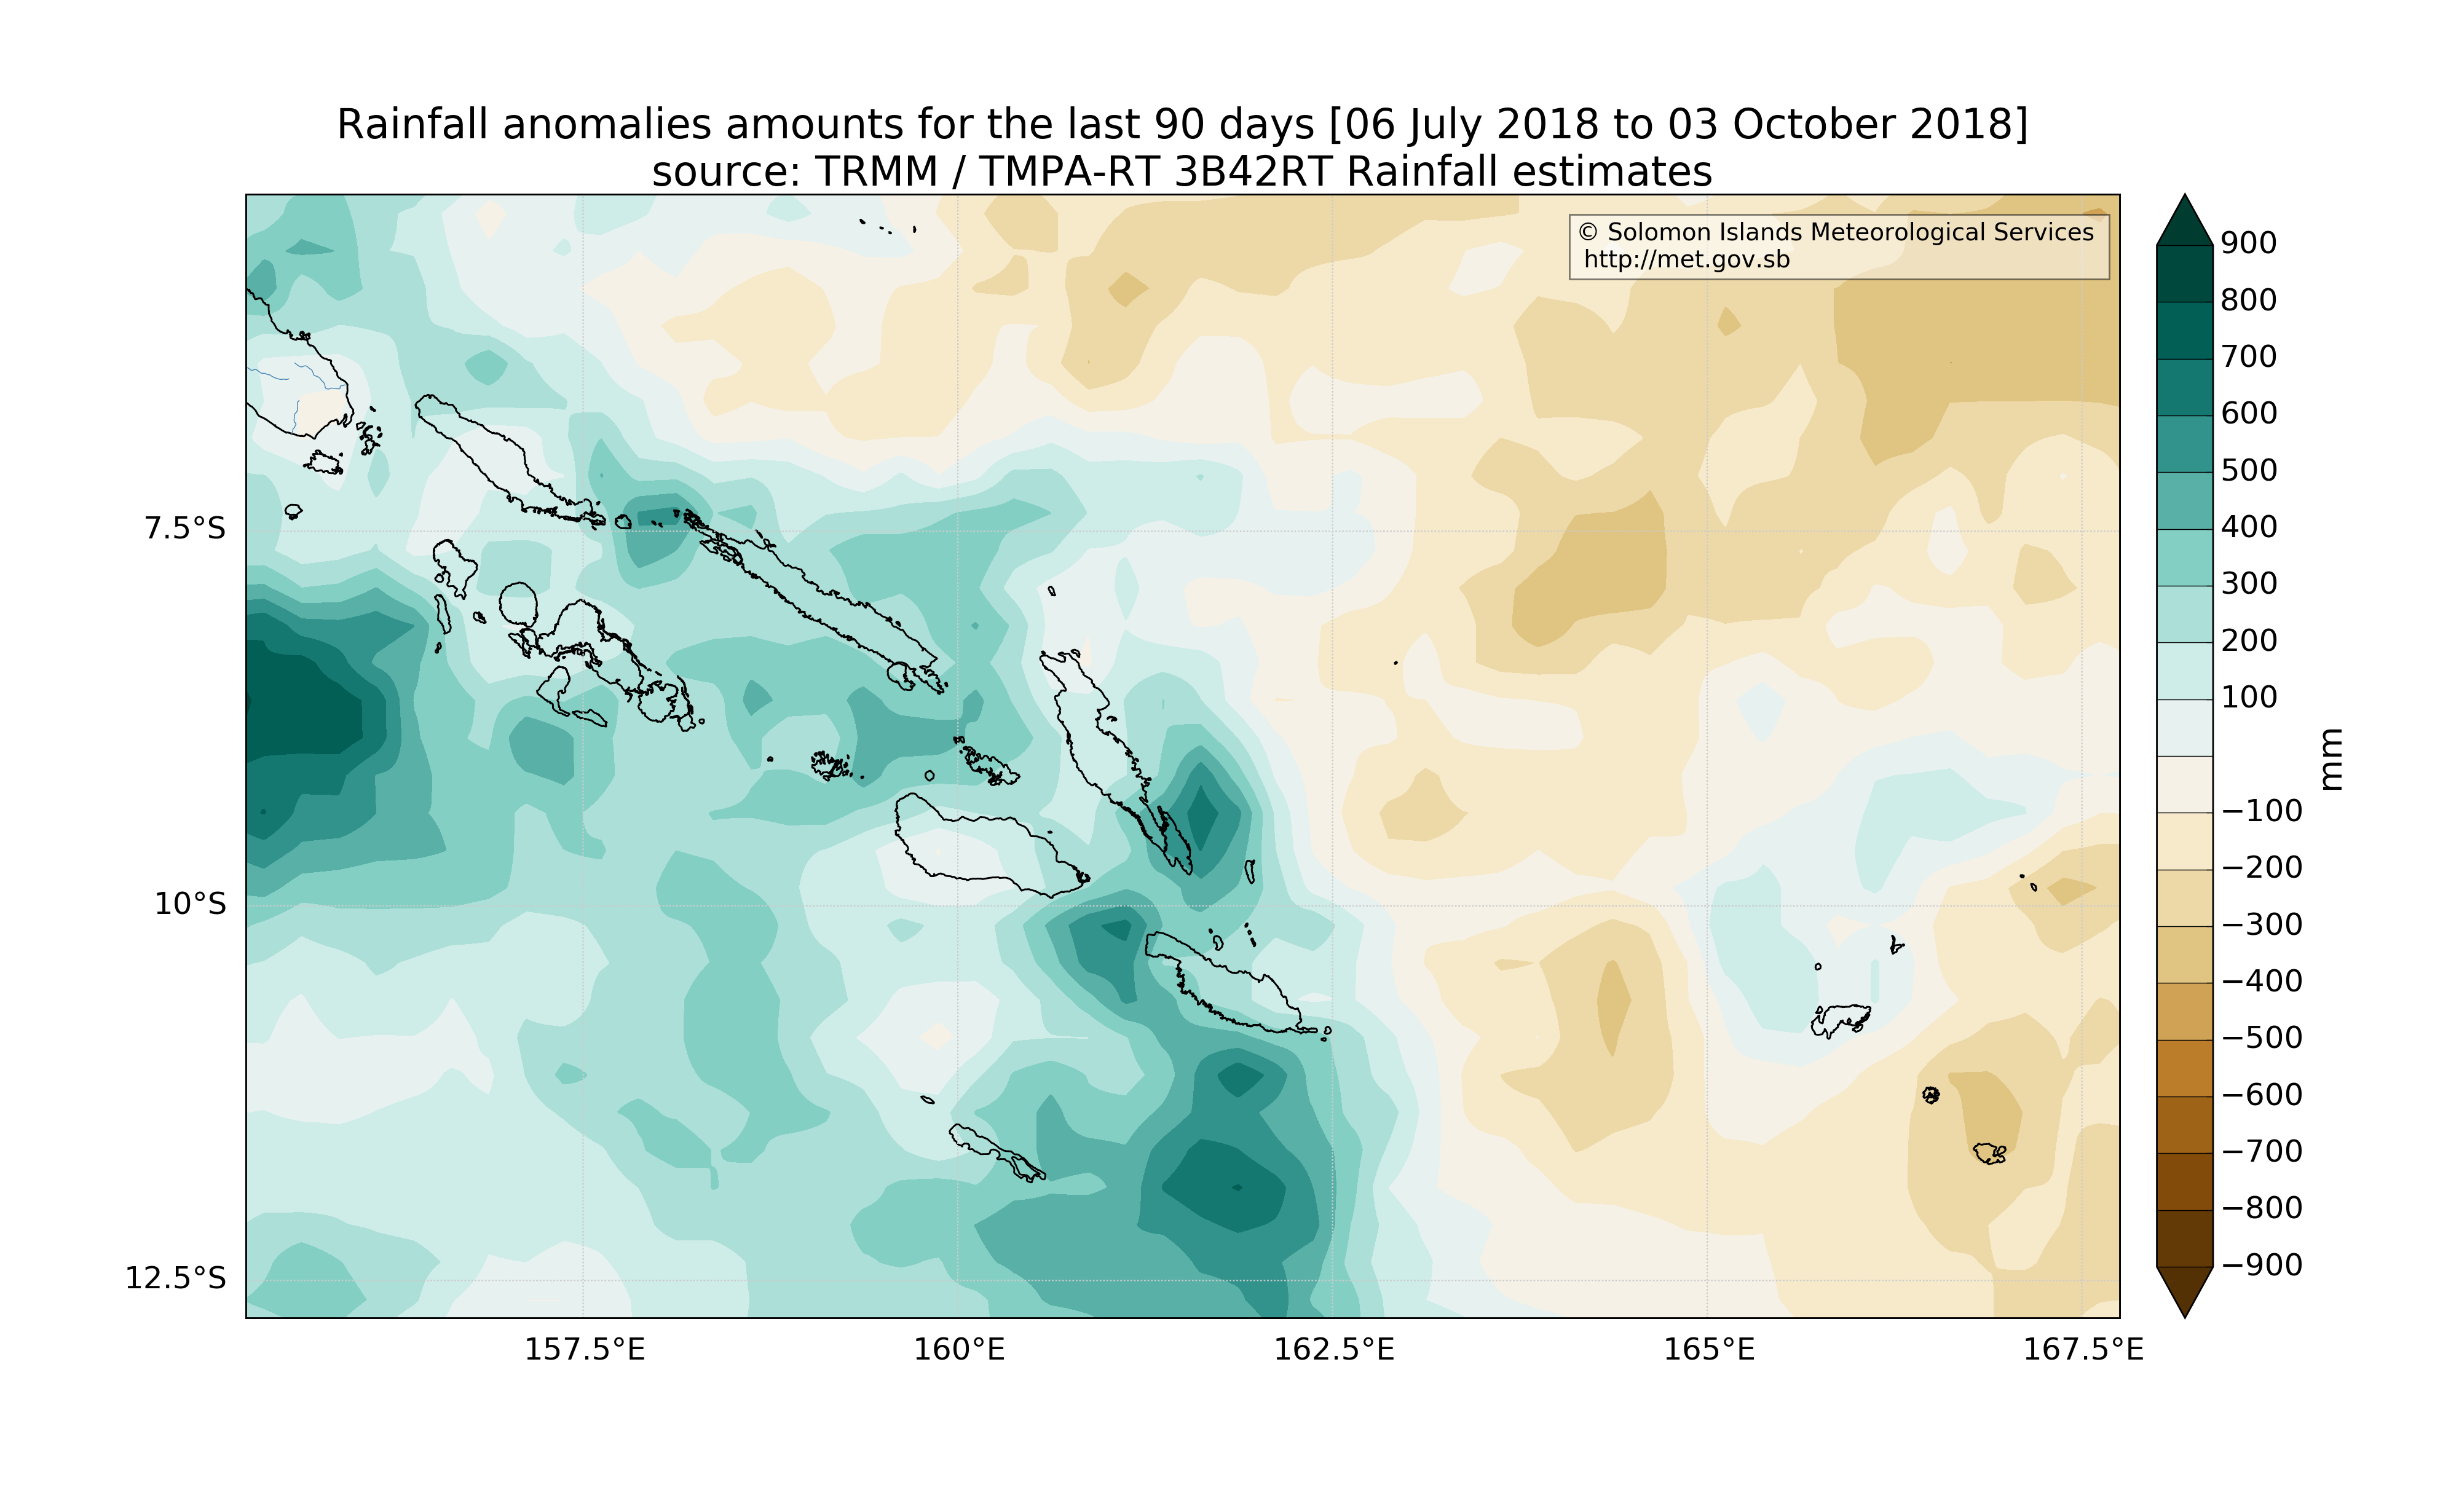 Rainfall anomalies amounts for the last 90 days [06 July 2018 to 03 October 2018]
source: TRMM / TMPA-RT 3B42RT Rainfall estimates
© Solomon Islands Meteorological Services
http://met.gov.sb
7.5°S
10°S
12.5°S
157.5°E
160°E
162.5°E
165°E
167.5°E
900
800
700
600
500
400
300
200
100
−100
−200
−300
−400
−500
−600
−700
−800
−900
mm